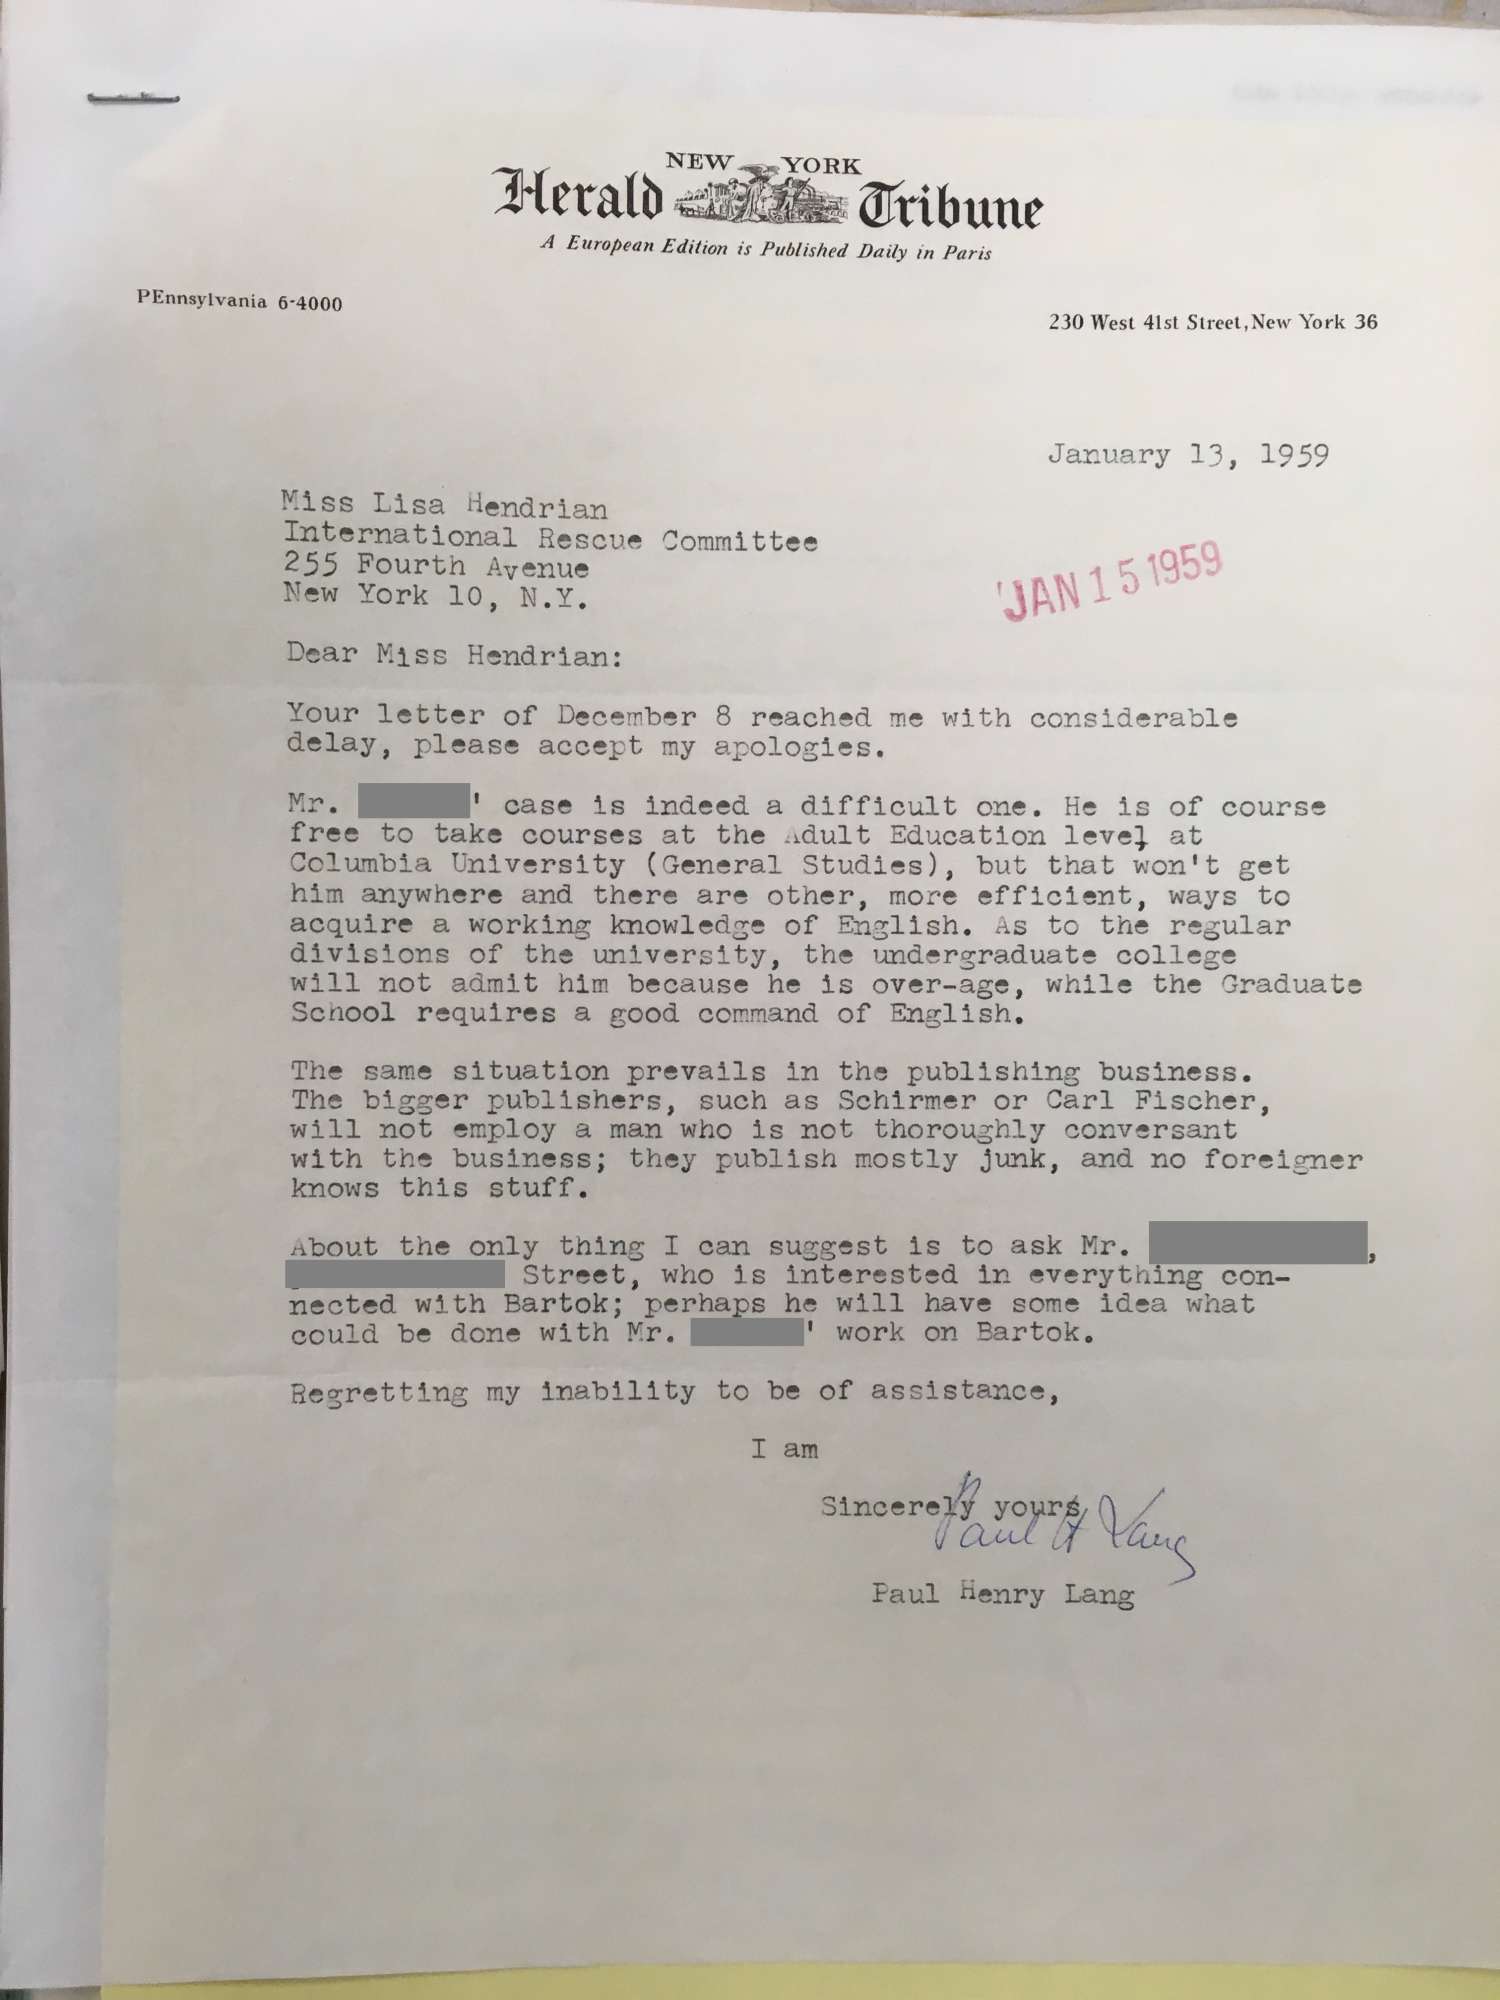 NEW YORK
Herald Tribune
A European Edition is Published Daily in Paris
PEnnsylvania 6-4000
230 West 41st Street, New York 36
January 13, 1959
Miss Lisa Hendrian
International Rescue Committee
255 Fourth Avenue
New York 10, N.Y.
JAN 15 1959
Dear Miss Hendrian:
Your letter of December 8 reached me with considerable
delay, please accept my apologies.
Mr. ' case is indeed a difficult one. He is of course
free to take courses at the Adult Education level at
Columbia University (General Studies), but that won't get
him anywhere and there are other, more efficient, ways to
acquire a working knowledge of English. As to the regular
divisions of the university, the undergraduate college
will not admit him because he is over-age, while the Graduate
School requires a good command of English.
The same situation prevails in the publishing business.
The bigger publishers, such as Schirmer or Carl Fischer,
will not employ a man who is not thoroughly conversant
with the business; they publish mostly junk, and no foreigner
knows this stuff.
About the only thing I can suggest is to ask Mr. ,
Street, who is interested in everything con-
nected with Bartok; perhaps he will have some idea what
could be done with Mr. ' work on Bartok.
Regretting my inability to be of assistance,
I am
Sincerely yours
Paul H Lang
Paul Henry Lang